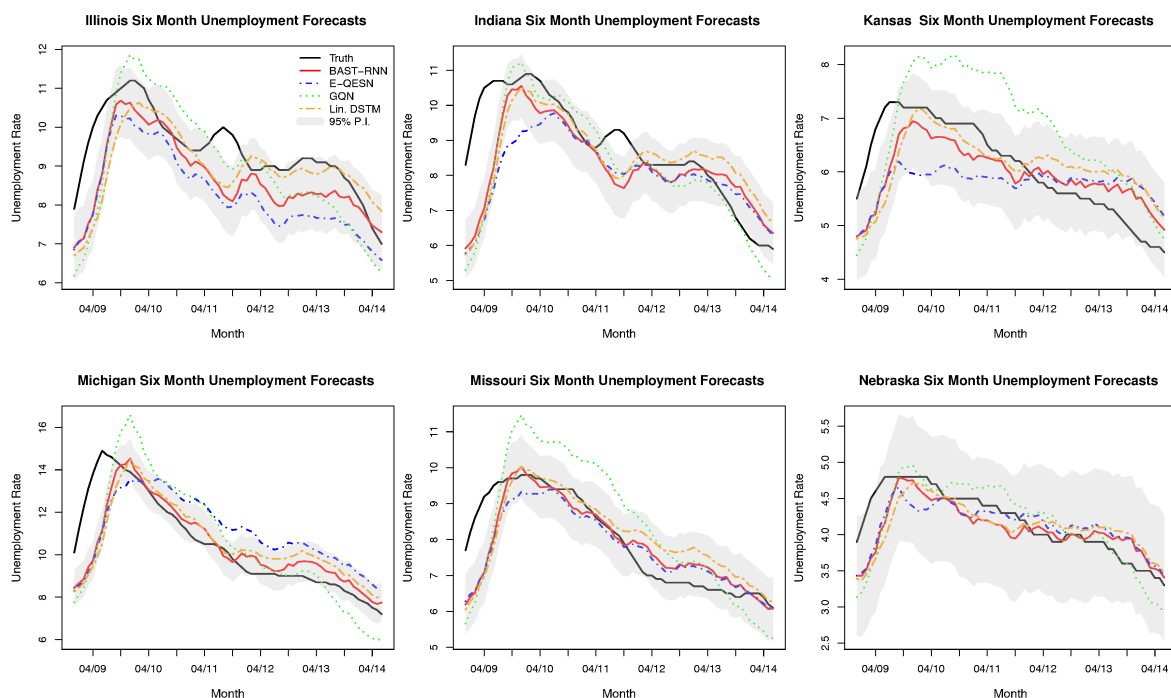 Illinois Six Month Unemployment Forecasts
Unemployment Rate
12
11
10
9
8
7
6
Truth
BAST−RNN
E−QESN
GQN
Lin. DSTM
95% P.I.
04/09 04/10 04/11 04/12 04/13 04/14
Month
Indiana Six Month Unemployment Forecasts
Unemployment Rate
11
10
9
8
7
6
5
04/09 04/10 04/11 04/12 04/13 04/14
Month
Kansas  Six Month Unemployment Forecasts
Unemployment Rate
8
7
6
5
4
04/09 04/10 04/11 04/12 04/13 04/14
Month
Michigan Six Month Unemployment Forecasts
Unemployment Rate
16
14
12
10
8
6
04/09 04/10 04/11 04/12 04/13 04/14
Month
Missouri Six Month Unemployment Forecasts
Unemployment Rate
11
10
9
8
7
6
5
04/09 04/10 04/11 04/12 04/13 04/14
Month
Nebraska Six Month Unemployment Forecasts
Unemployment Rate
5.5
5.0
4.5
4.0
3.5
3.0
2.5
04/09 04/10 04/11 04/12 04/13 04/14
Month